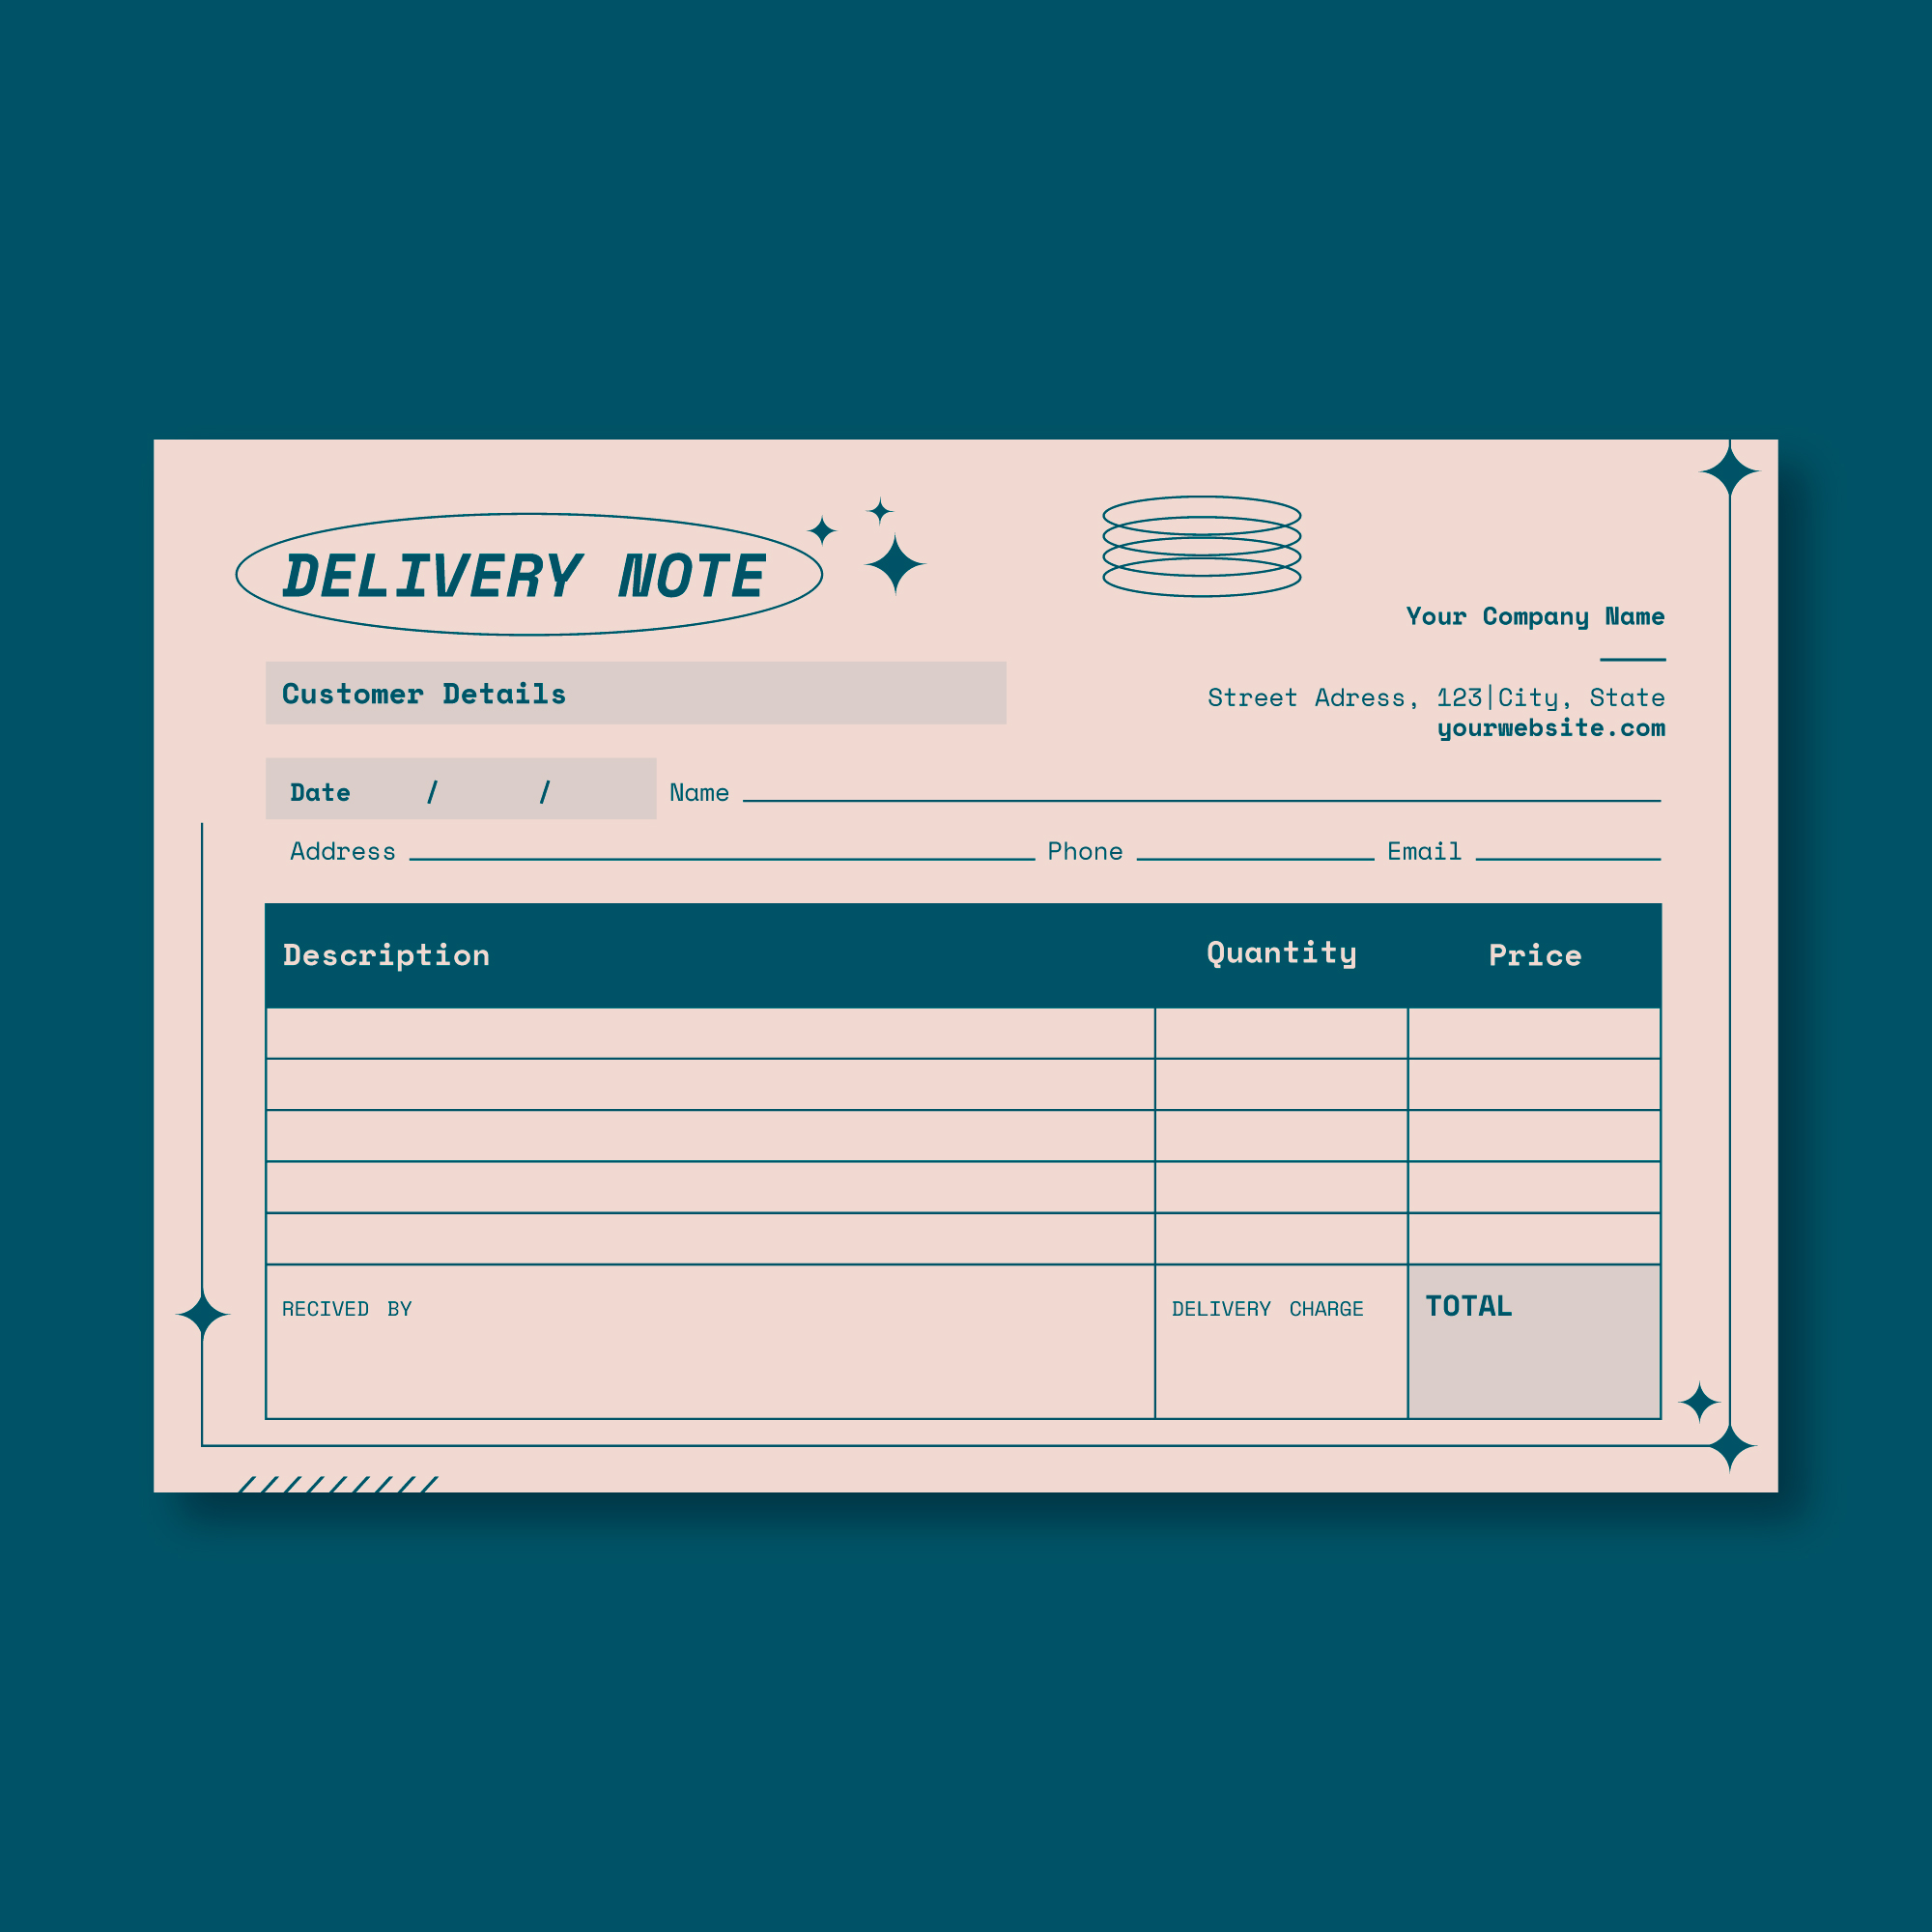 DELIVERY NOTE
Your Company Name
Customer Details
Street Adress, 123|City, State
yourwebsite.com
Date / / Name
Address Phone Email
Description Quantity Price
RECIVED BY DELIVERY CHARGE TOTAL